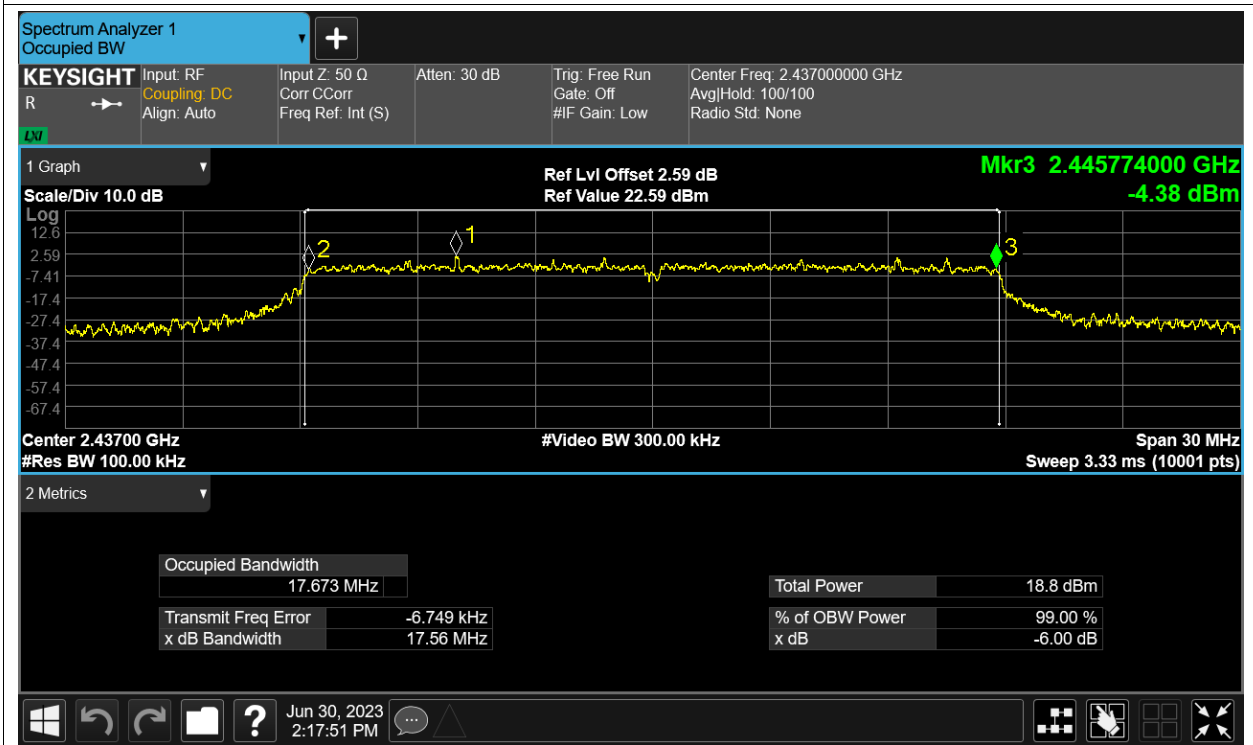 Spectrum Analyzer 1
Occupied BW
KEYSIGHT
R
LXI
Input: RF
Coupling: DC
Align: Auto
Input Z: 50 Ω
Corr CCorr
Freq Ref: Int (S)
Atten: 30 dB
Trig: Free Run
Gate: Off
#IF Gain: Low
Center Freq: 2.437000000 GHz
Avg|Hold: 100/100
Radio Std: None
1 Graph
Scale/Div 10.0 dB
Ref Lvl Offset 2.59 dB
Ref Value 22.59 dBm
Mkr3 2.445774000 GHz
-4.38 dBm
Log
12.6
2.59
-7.41
-17.4
-27.4
-37.4
-47.4
-57.4
-67.4
2
1
3
Center 2.43700 GHz
#Res BW 100.00 kHz
#Video BW 300.00 kHz
Span 30 MHz
Sweep 3.33 ms (10001 pts)
2 Metrics
Occupied Bandwidth
17.673 MHz
Transmit Freq Error -6.749 kHz
x dB Bandwidth 17.56 MHz
Total Power 18.8 dBm
% of OBW Power 99.00 %
x dB -6.00 dB
?
Jun 30, 2023
2:17:51 PM